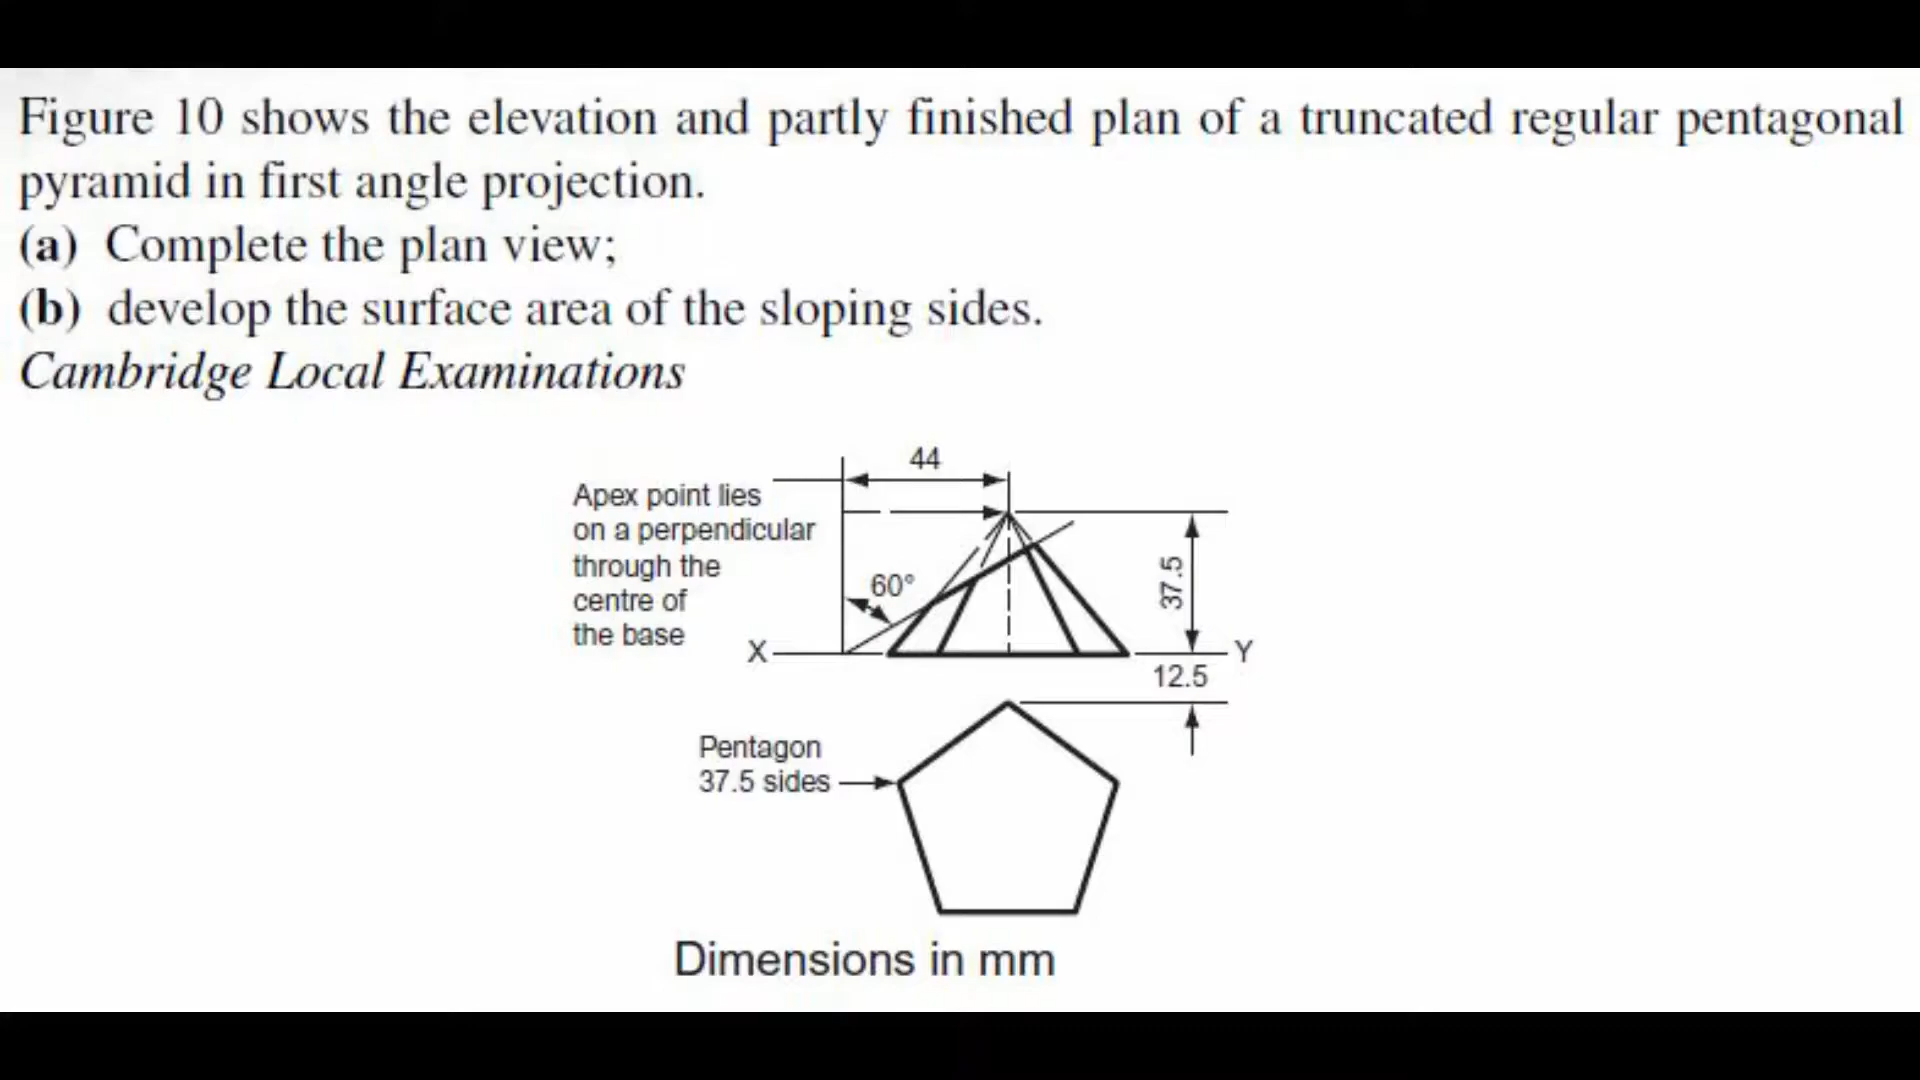 Figure 10 shows the elevation and partly finished plan of a truncated regular pentagonal
pyramid in first angle projection.
(a) Complete the plan view;
(b) develop the surface area of the sloping sides.
Cambridge Local Examinations
44
Apex point lies
on a perpendicular
through the
centre of
the base
60°
37.5
X
Y
12.5
Pentagon
37.5 sides
Dimensions in mm